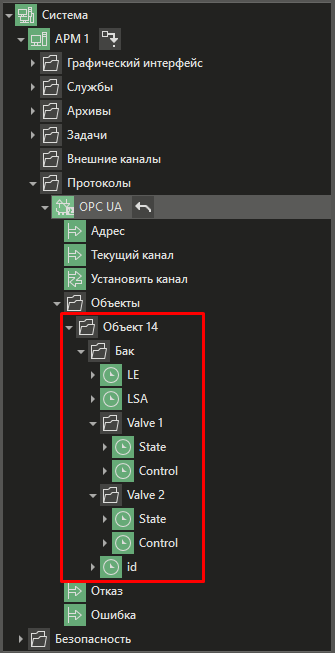 Система
АРМ 1
Графический интерфейс
Службы
Архивы
Задачи
Внешние каналы
Протоколы
OPC UA
Адрес
Текущий канал
Установить канал
Объекты
Объект 14
Бак
LE
LSA
Valve 1
State
Control
Valve 2
State
Control
id
Отказ
Ошибка
Безопасность